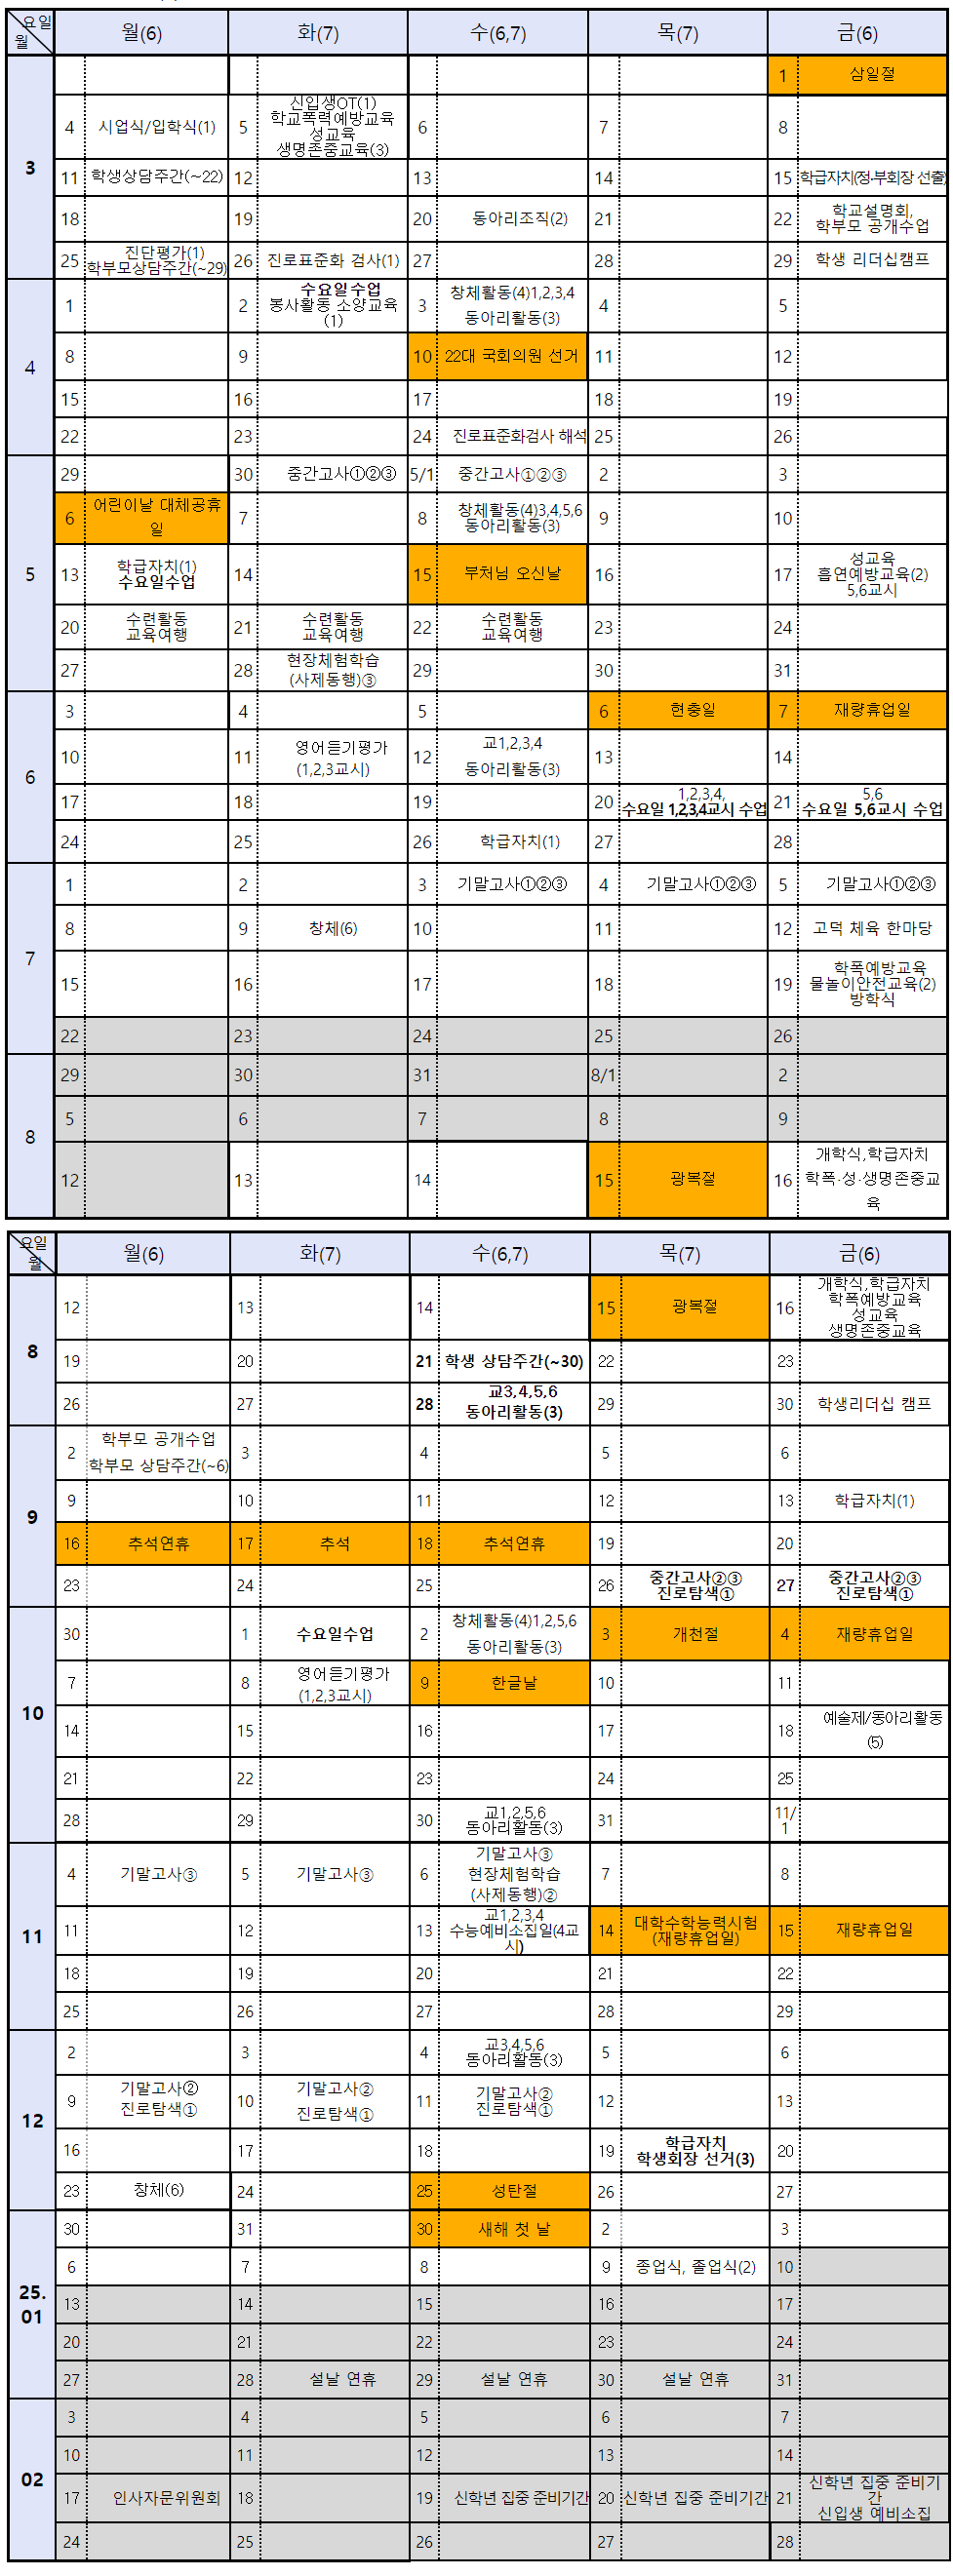 요일
월
월(6) 화(7) 수(6,7) 목(7) 금(6)
3
1 삼일절
4 시업식/입학식(1) 5 신입생OT(1)
학교폭력예방교육
성교육
생명존중교육(3) 6 7 8
11 학생상담주간(~22) 12 13 14 15 학급자치(정·부회장 선출)
18 19 20 동아리조직(2) 21 22 학교설명회,
학부모 공개수업
25 진단평가(1)
학부모상담주간(~29) 26 진로표준화 검사(1) 27 28 29 학생 리더십캠프
4
1 2 수요일수업
봉사활동 소양교육
(1) 3 창체활동(4)1,2,3,4
동아리활동(3) 4 5
8 9 10 22대 국회의원 선거 11 12
15 16 17 18 19
22 23 24 진로표준화검사 해석 25 26
5
29 30 중간고사①②③ 5/1 중간고사①②③ 2 3
6 어린이날 대체공휴
일 7 8 창체활동(4)3,4,5,6
동아리활동(3) 9 10
13 학급자치(1)
수요일수업 14 15 부처님 오신날 16 17 성교육
흡연예방교육(2)
5,6교시
20 수련활동
교육여행 21 수련활동
교육여행 22 수련활동
교육여행 23 24
27 28 현장체험학습
(사제동행)③ 29 30 31
6
3 4 5 6 현충일 7 재량휴업일
10 11 영어듣기평가
(1,2,3교시) 12 교1,2,3,4
동아리활동(3) 13 14
17 18 19 20 1,2,3,4,
수요일 1,2,3,4교시 수업 21 5,6
수요일 5,6교시 수업
24 25 26 학급자치(1) 27 28
7
1 2 3 기말고사①②③ 4 기말고사①②③ 5 기말고사①②③
8 9 창체(6) 10 11 12 고덕 체육 한마당
15 16 17 18 19 학폭예방교육
물놀이안전교육(2)
방학식
22 23 24 25 26
8
29 30 31 8/1 2
5 6 7 8 9
12 13 14 15 광복절 16 개학식,학급자치
학폭·성·생명존중교
육
요일
월
월(6) 화(7) 수(6,7) 목(7) 금(6)
8
12 13 14 15 광복절 16 개학식,학급자치
학폭예방교육
성교육
생명존중교육
19 20 21 학생 상담주간(~30) 22 23
26 27 28 교3,4,5,6
동아리활동(3) 29 30 학생리더십 캠프
9
2 학부모 공개수업
학부모 상담주간(~6) 3 4 5 6
9 10 11 12 13 학급자치(1)
16 추석연휴 17 추석 18 추석연휴 19 20
23 24 25 26 중간고사②③
진로탐색① 27 중간고사②③
진로탐색①
10
30 1 수요일수업 2 창체활동(4)1,2,5,6
동아리활동(3) 3 개천절 4 재량휴업일
7 8 영어듣기평가
(1,2,3교시) 9 한글날 10 11
14 15 16 17 18 예술제/동아리활동
(5)
21 22 23 24 25
28 29 30 교1,2,5,6
동아리활동(3) 31 11/
1
11
4 기말고사③ 5 기말고사③ 6 기말고사③
현장체험학습
(사제동행)② 7 8
11 12 13 교1,2,3,4
수능예비소집일(4교
시) 14 대학수학능력시험
(재량휴업일) 15 재량휴업일
18 19 20 21 22
25 26 27 28 29
12
2 3 4 교3,4,5,6
동아리활동(3) 5 6
9 기말고사②
진로탐색① 10 기말고사②
진로탐색① 11 기말고사②
진로탐색① 12 13
16 17 18 19 학급자치
학생회장 선거(3) 20
23 창체(6) 24 25 성탄절 26 27
25.
01
30 31 30 새해 첫 날 2 3
6 7 8 9 종업식, 졸업식(2) 10
13 14 15 16 17
20 21 22 23 24
27 28 설날 연휴 29 설날 연휴 30 설날 연휴 31
02
3 4 5 6 7
10 11 12 13 14
17 인사자문위원회 18 19 신학년 집중 준비기간 20 신학년 집중 준비기간 21 신학년 집중 준비기
간
신입생 예비소집
24 25 26 27 28